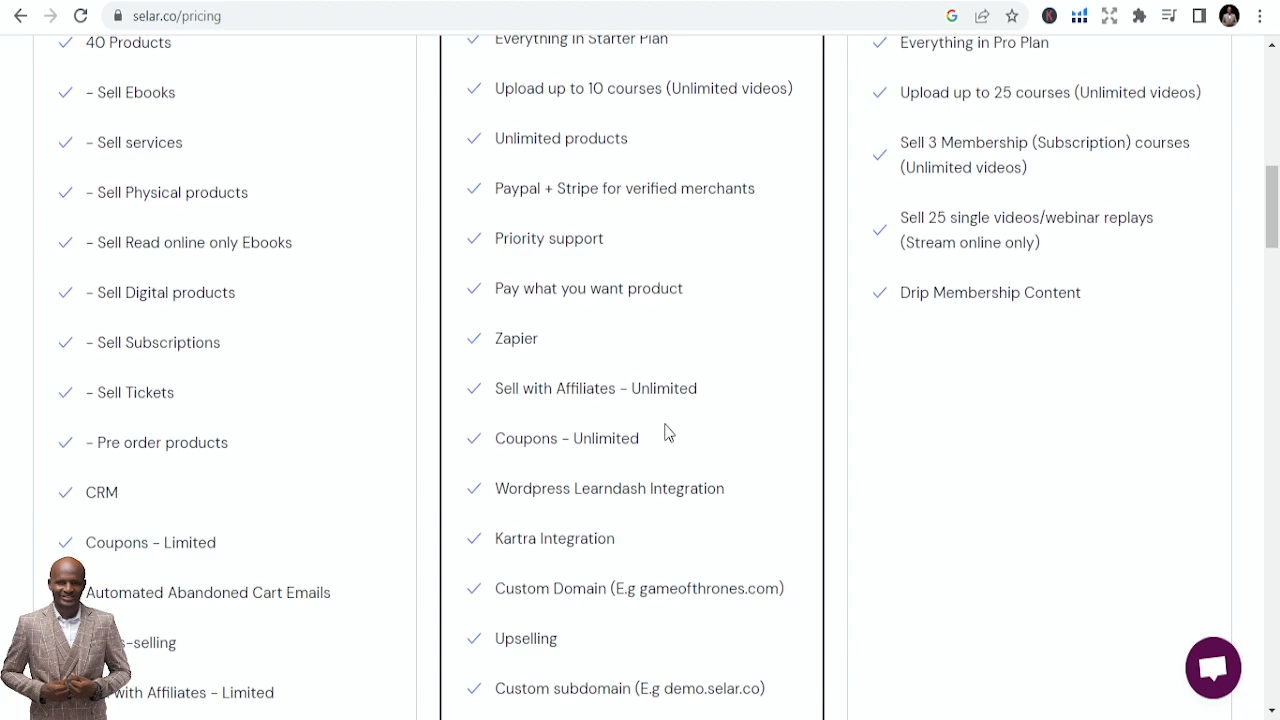 selar.co/pricing
40 Products
- Sell Ebooks
- Sell services
- Sell Physical products
- Sell Read online only Ebooks
- Sell Digital products
- Sell Subscriptions
- Sell Tickets
- Pre order products
CRM
Coupons - Limited
Automated Abandoned Cart Emails
-selling
with Affiliates - Limited
Everything in Starter Plan
Upload up to 10 courses (Unlimited videos)
Unlimited products
Paypal + Stripe for verified merchants
Priority support
Pay what you want product
Zapier
Sell with Affiliates - Unlimited
Coupons - Unlimited
Wordpress Learndash Integration
Kartra Integration
Custom Domain (E.g gameofthrones.com)
Upselling
Custom subdomain (E.g demo.selar.co)
Everything in Pro Plan
Upload up to 25 courses (Unlimited videos)
Sell 3 Membership (Subscription) courses
(Unlimited videos)
Sell 25 single videos/webinar replays
(Stream online only)
Drip Membership Content